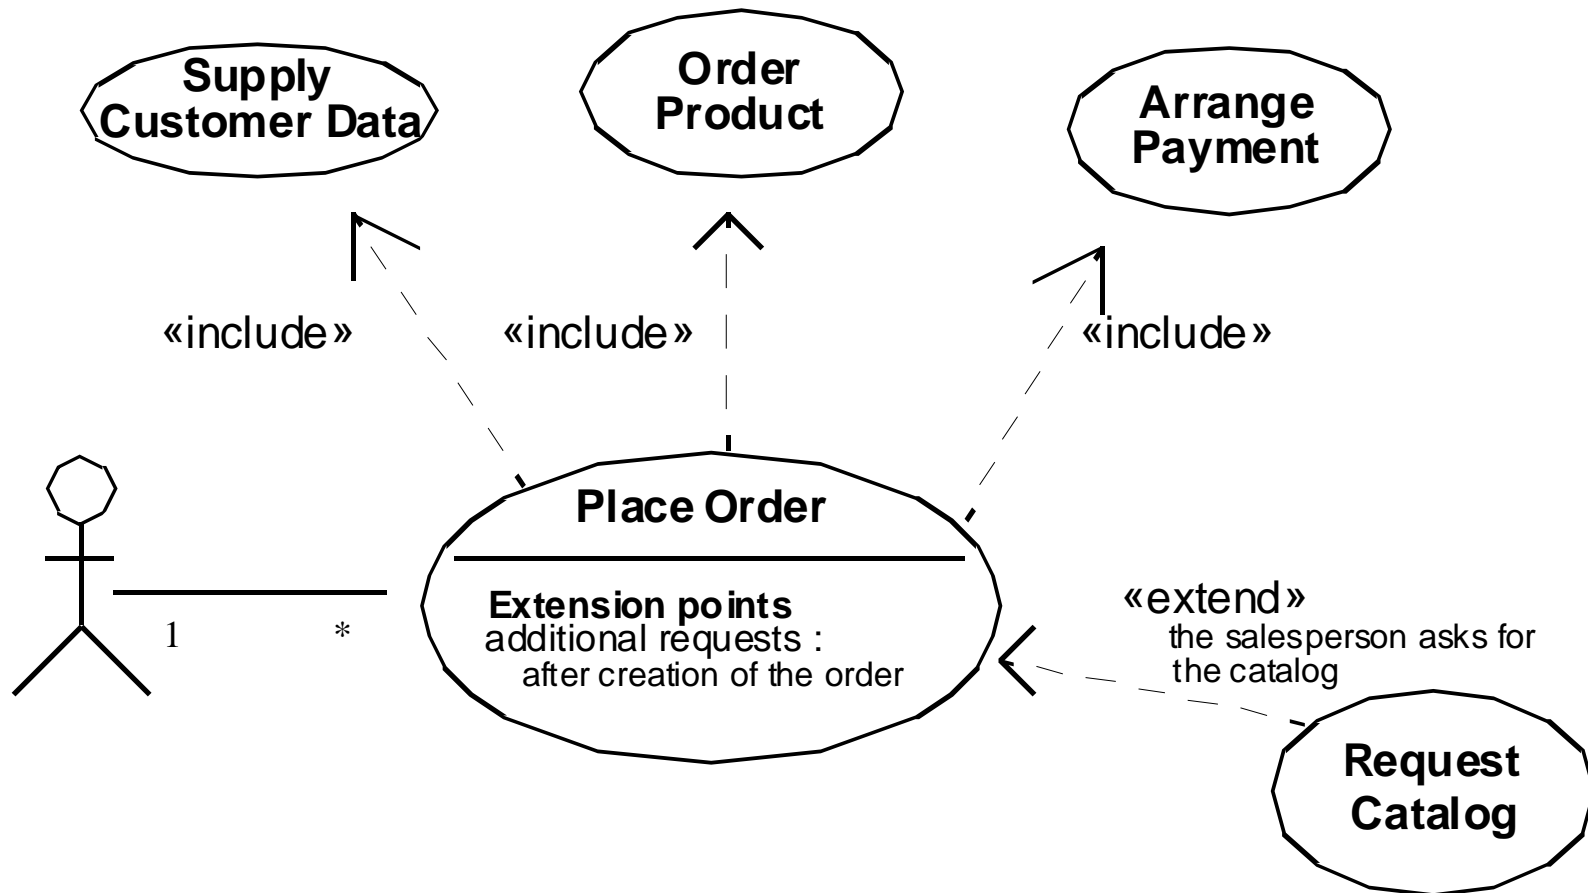 Supply
Customer Data
Order
Product
Arrange
Payment
«include»
«include»
«include»
Place Order
Extension points
additional requests :
after creation of the order
1
*
«extend»
the salesperson asks for
the catalog
Request
Catalog